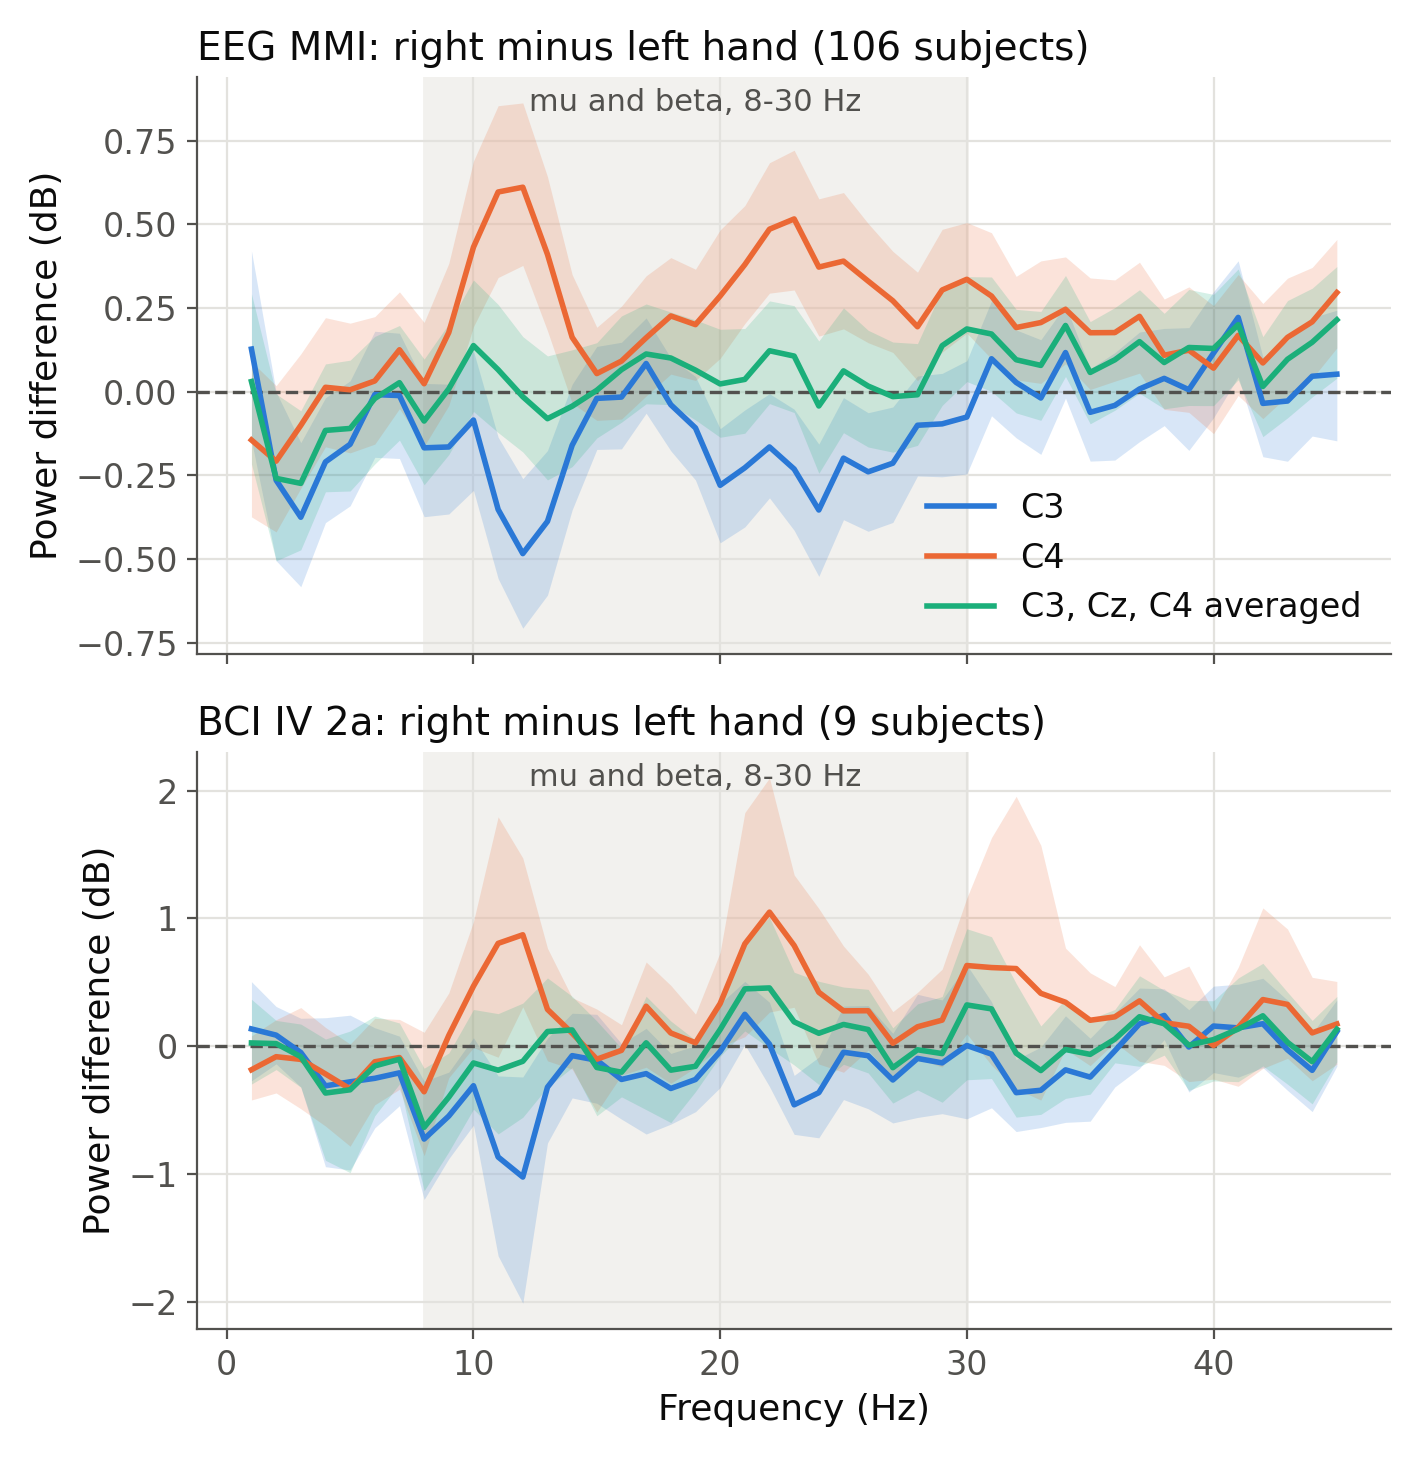 EEG MMI: right minus left hand (106 subjects)
mu and beta, 8-30 Hz
Power difference (dB)
0.75
0.50
0.25
0.00
−0.25
−0.50
−0.75
C3
C4
C3, Cz, C4 averaged
BCI IV 2a: right minus left hand (9 subjects)
mu and beta, 8-30 Hz
Power difference (dB)
2
1
0
−1
−2
0 10 20 30 40
Frequency (Hz)